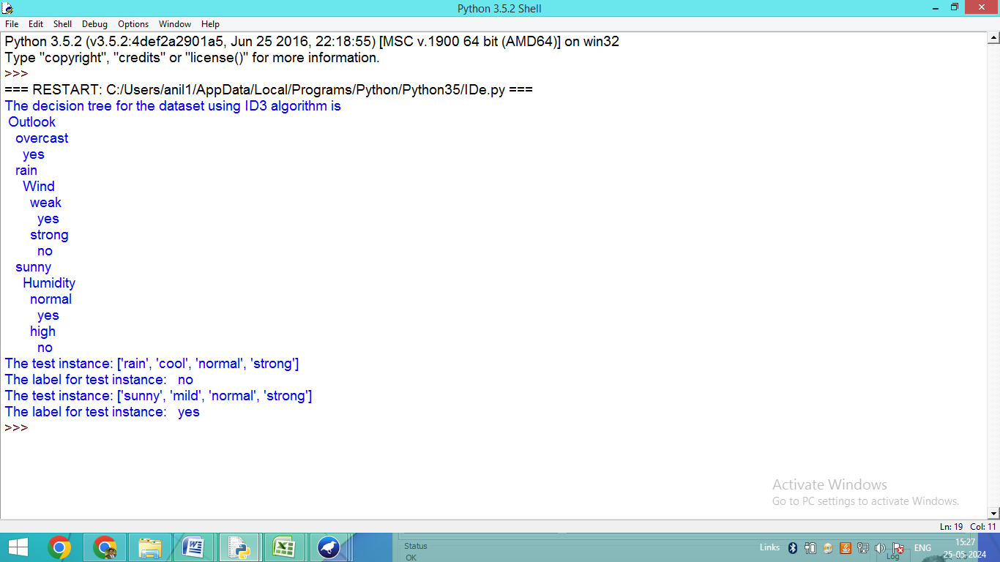 Python 3.5.2 Shell
File Edit Shell Debug Options Window Help
Python 3.5.2 (v3.5.2:4def2a2901a5, Jun 25 2016, 22:18:55) [MSC v.1900 64 bit (AMD64)] on win32
Type "copyright", "credits" or "license()" for more information.
>>>
=== RESTART: C:/Users/anil1/AppData/Local/Programs/Python/Python35/IDe.py ===
The decision tree for the dataset using ID3 algorithm is
Outlook
overcast
yes
rain
Wind
weak
yes
strong
no
sunny
Humidity
normal
yes
high
no
The test instance: ['rain', 'cool', 'normal', 'strong']
The label for test instance:   no
The test instance: ['sunny', 'mild', 'normal', 'strong']
The label for test instance:   yes
>>>
Activate Windows
Go to PC settings to activate Windows.
Ln: 19 Col: 11
Status
OK
Links
Log
ENG
15:27
25-05-2024